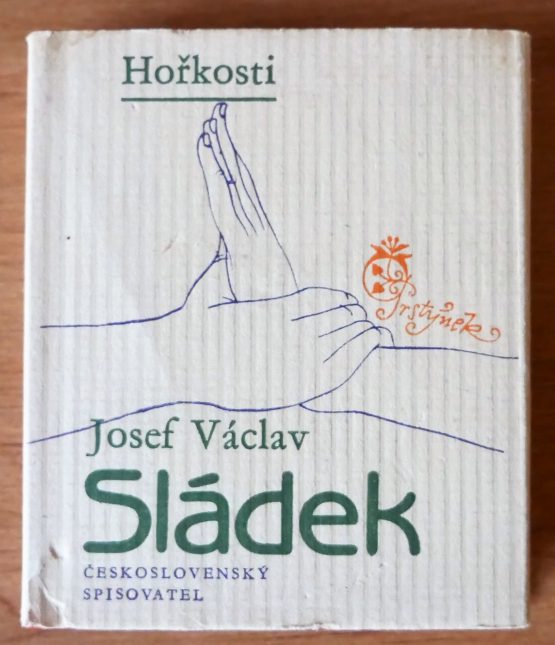 Hořkosti
Prstýnek
Josef Václav
Sládek
ČESKOSLOVENSKÝ
SPISOVATEL